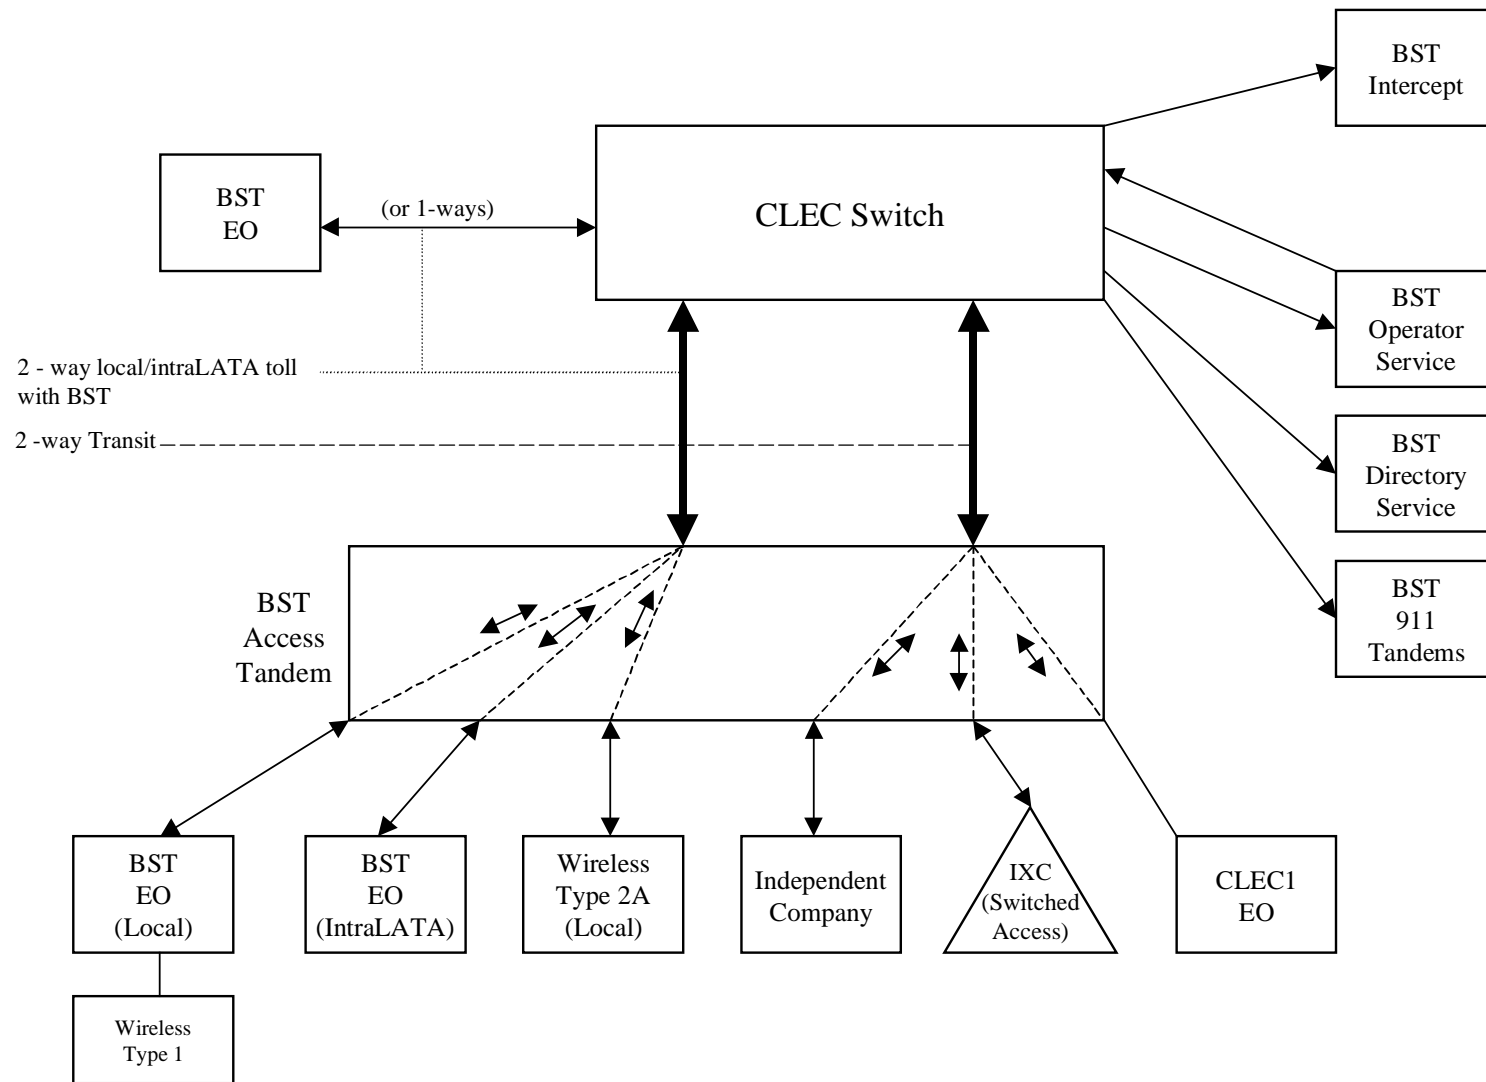 BST
Intercept
BST
EO
(or 1-ways)
CLEC Switch
BST
Operator
Service
2 - way local/intraLATA toll
with BST
2 -way Transit
BST
Directory
Service
BST
911
Tandems
BST
Access
Tandem
BST
EO
(Local)
BST
EO
(IntraLATA)
Wireless
Type 2A
(Local)
Independent
Company
IXC
(Switched
Access)
CLEC1
EO
Wireless
Type 1